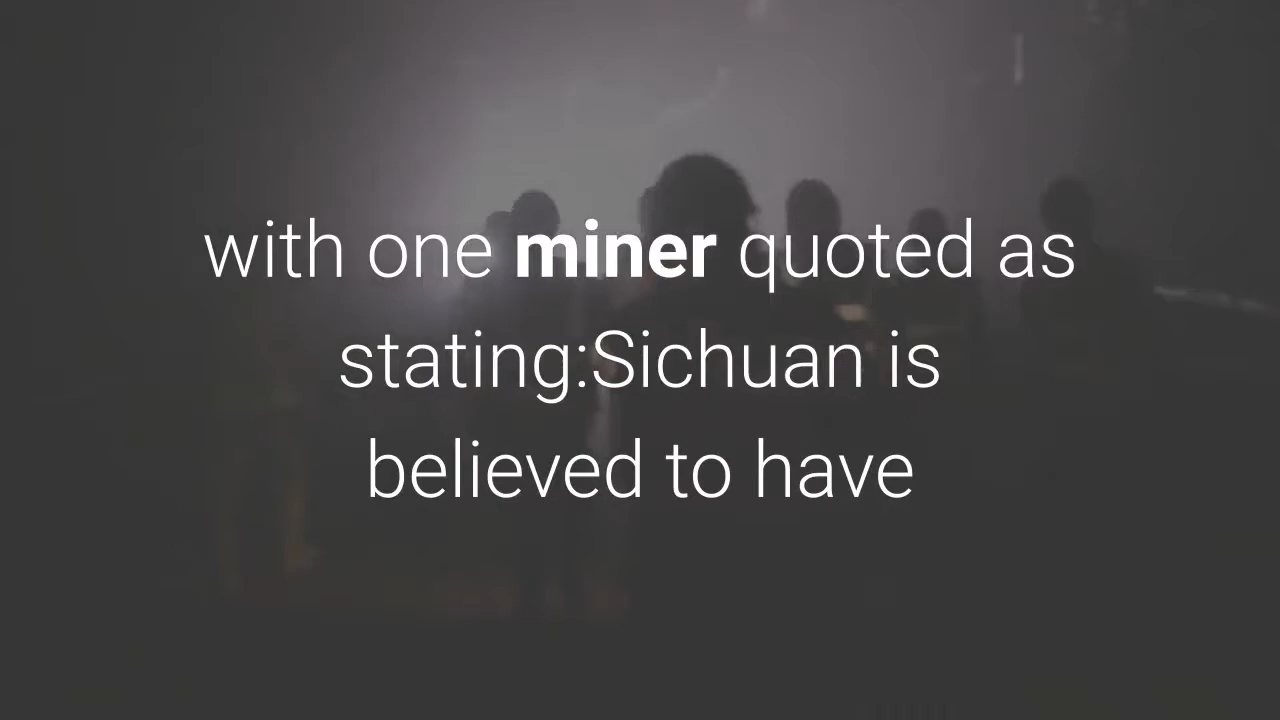 with one miner quoted as
stating:Sichuan is
believed to have